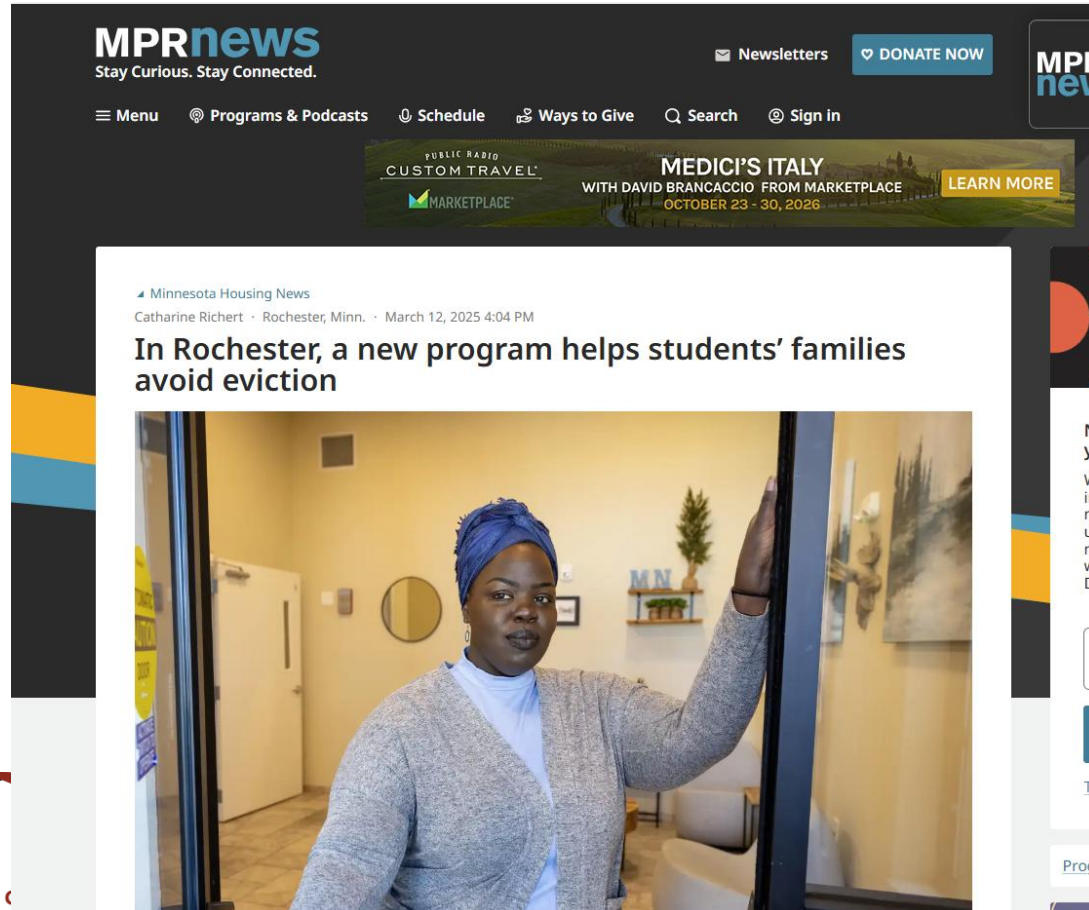 MPRnews
Stay Curious. Stay Connected.
Newsletters
DONATE NOW
MPR
new
Menu
Programs & Podcasts
Schedule
Ways to Give
Search
Sign in
PUBLIC RADIO
CUSTOM TRAVEL
MARKETPLACE
MEDICI'S ITALY
WITH DAVID BRANCACCIO FROM MARKETPLACE
OCTOBER 23 - 30, 2026
LEARN MORE
Minnesota Housing News
Catharine Richert · Rochester, Minn. · March 12, 2025 4:04 PM
In Rochester, a new program helps students’ families
avoid eviction
MN
DOOR